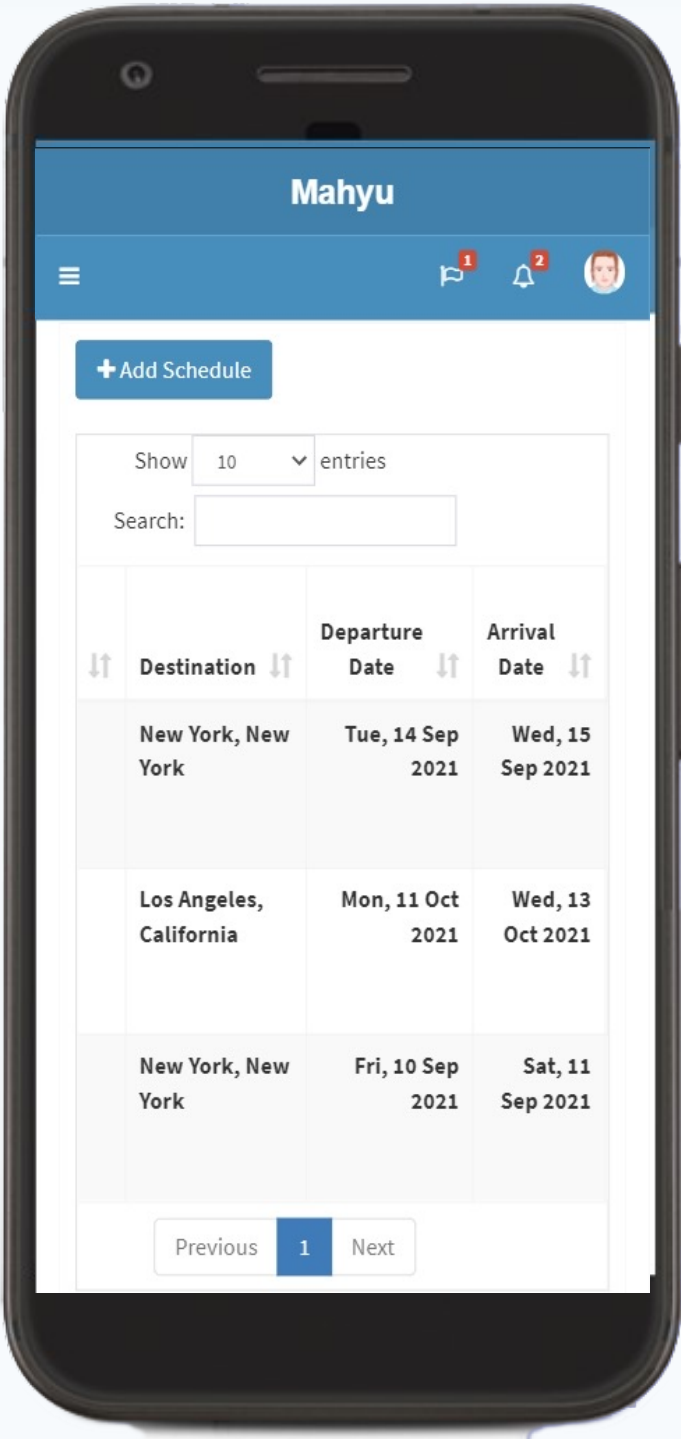 Mahyu
1
2
Add Schedule
Show 10 entries
Search:
Departure Arrival
Destination Date Date
New York, New Tue, 14 Sep Wed, 15
York 2021 Sep 2021
Los Angeles, Mon, 11 Oct Wed, 13
California 2021 Oct 2021
New York, New Fri, 10 Sep Sat, 11
York 2021 Sep 2021
Previous 1 Next